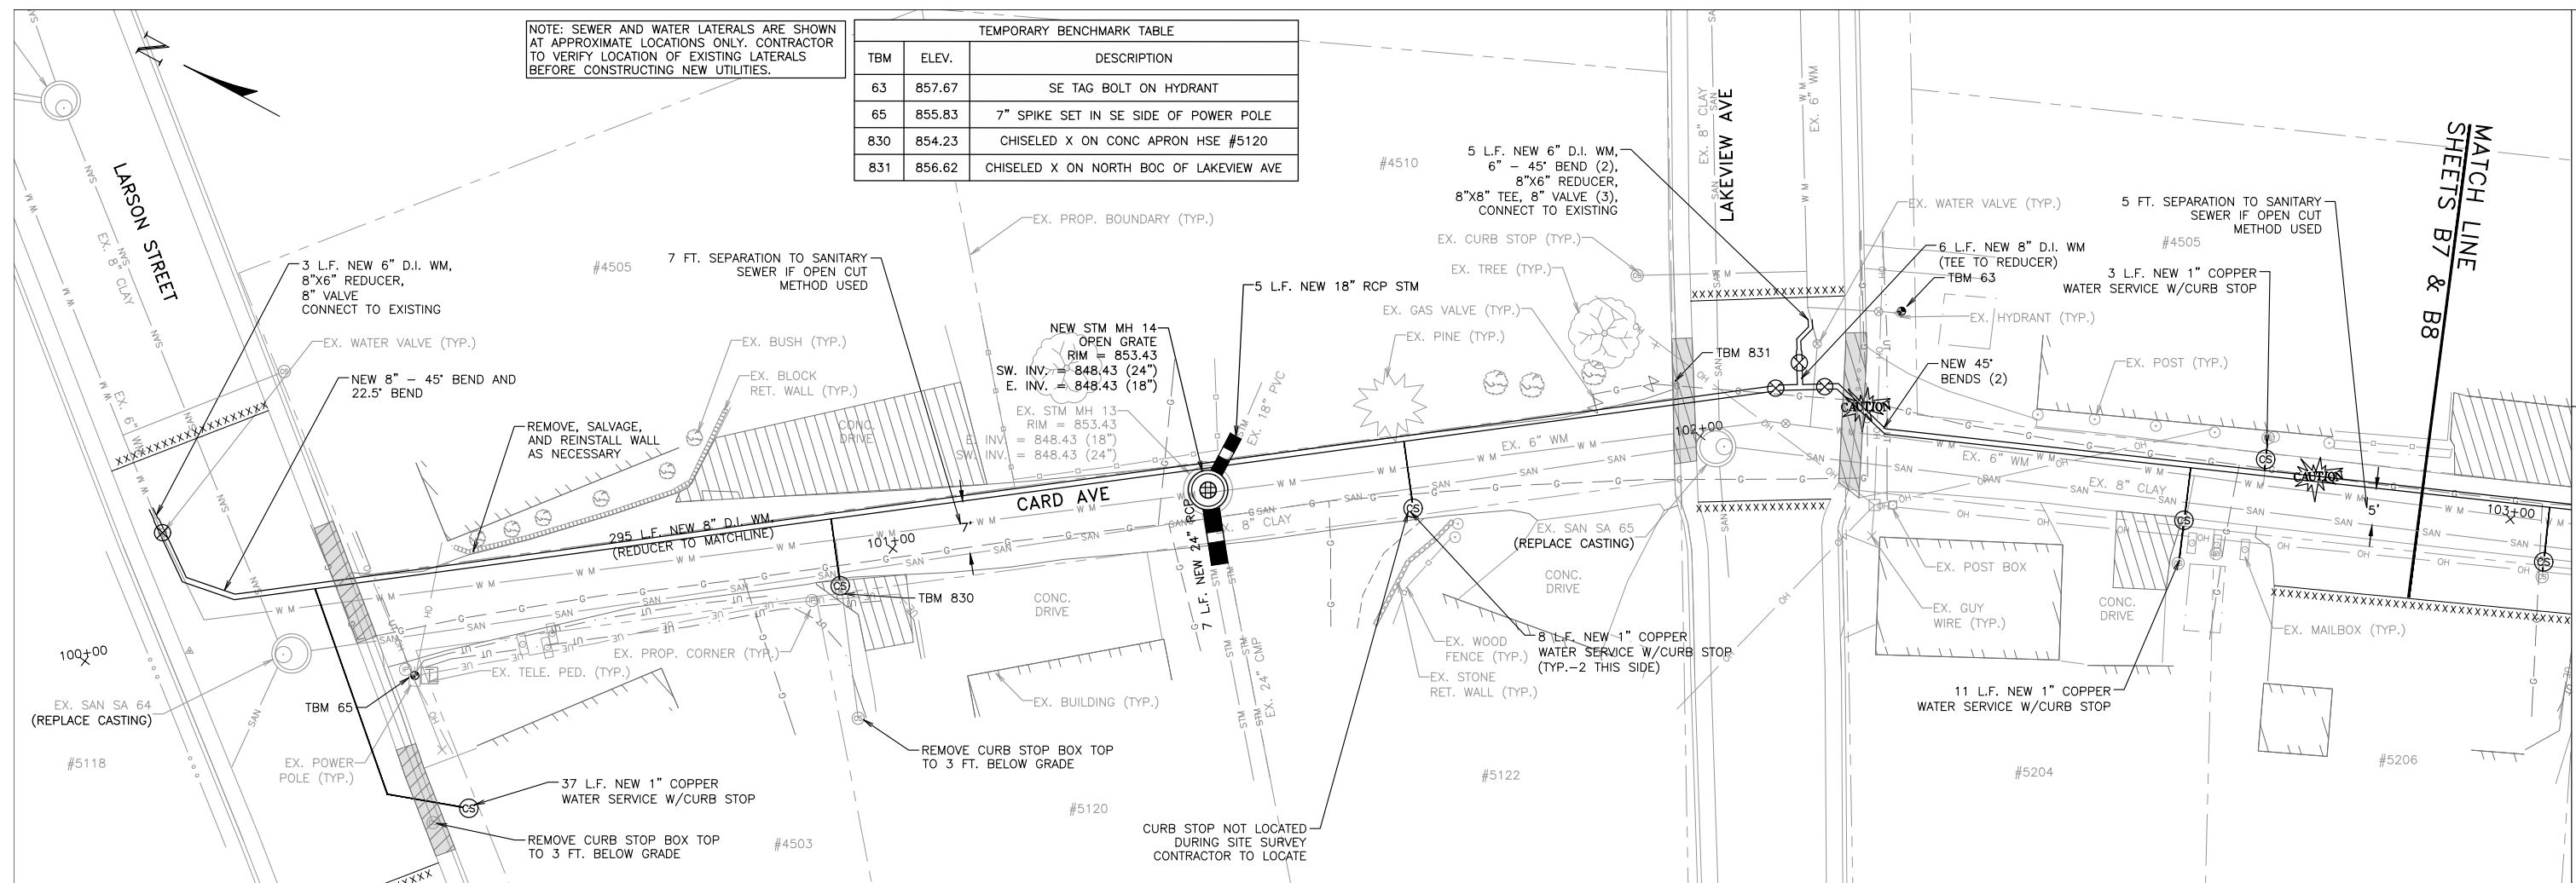 NOTE: SEWER AND WATER LATERALS ARE SHOWN
AT APPROXIMATE LOCATIONS ONLY. CONTRACTOR
TO VERIFY LOCATION OF EXISTING LATERALS
BEFORE CONSTRUCTING NEW UTILITIES.
TEMPORARY BENCHMARK TABLE
TBM ELEV. DESCRIPTION
63 857.67 SE TAG BOLT ON HYDRANT
65 855.83 7" SPIKE SET IN SE SIDE OF POWER POLE
830 854.23 CHISELED X ON CONC APRON HSE #5120
831 856.62 CHISELED X ON NORTH BOC OF LAKEVIEW AVE
N
LARSON STREET
EX. 8" CLAY
EX. 6" WM
3 L.F. NEW 6" D.I. WM,
8"X6" REDUCER,
8" VALVE
CONNECT TO EXISTING
EX. WATER VALVE (TYP.)
NEW 8" - 45° BEND AND
22.5° BEND
#4505
7 FT. SEPARATION TO SANITARY
SEWER IF OPEN CUT
METHOD USED
EX. BUSH (TYP.)
EX. BLOCK
RET. WALL (TYP.)
REMOVE, SALVAGE,
AND REINSTALL WALL
AS NECESSARY
CONC.
DRIVE
EX. PROP. BOUNDARY (TYP.)
5 L.F. NEW 18" RCP STM
NEW STM MH 14
OPEN GRATE
RIM = 853.43
SW. INV. = 848.43 (24")
E. INV. = 848.43 (18")
EX. STM MH 13
RIM = 853.43
E. INV. = 848.43 (18")
SW. INV. = 848.43 (24")
EX. 18" PVC
#4510
5 L.F. NEW 6" D.I. WM,
6" - 45° BEND (2),
8"X6" REDUCER,
8"X8" TEE, 8" VALVE (3),
CONNECT TO EXISTING
EX. CURB STOP (TYP.)
EX. TREE (TYP.)
EX. GAS VALVE (TYP.)
EX. PINE (TYP.)
TBM 831
EX. 8" CLAY
LAKEVIEW AVE
EX. 6" WM
EX. WATER VALVE (TYP.)
6 L.F. NEW 8" D.I. WM
(TEE TO REDUCER)
TBM 63
EX. HYDRANT (TYP.)
NEW 45°
BENDS (2)
EX. POST (TYP.)
5 FT. SEPARATION TO SANITARY
SEWER IF OPEN CUT
METHOD USED
#4505
3 L.F. NEW 1" COPPER
WATER SERVICE W/CURB STOP
MATCH LINE
SHEETS B7 & B8
CAUTION
CAUTION
CARD AVE
295 L.F. NEW 8" D.I. WM,
(REDUCER TO MATCHLINE)
7'
5'
100+00
101+00
102+00
103+00
EX. 6" WM
EX. 6" WM
EX. 8" CLAY
EX. 8" CLAY
EX. SAN SA 64
(REPLACE CASTING)
#5118
TBM 65
EX. POWER
POLE (TYP.)
EX. TELE. PED. (TYP.)
EX. PROP. CORNER (TYP.)
TBM 830
CONC.
DRIVE
EX. BUILDING (TYP.)
7 L.F. NEW 24" RCP
EX. 24" CMP
37 L.F. NEW 1" COPPER
WATER SERVICE W/CURB STOP
REMOVE CURB STOP BOX TOP
TO 3 FT. BELOW GRADE
REMOVE CURB STOP BOX TOP
TO 3 FT. BELOW GRADE
#4503
#5120
CURB STOP NOT LOCATED
DURING SITE SURVEY
CONTRACTOR TO LOCATE
EX. SAN SA 65
(REPLACE CASTING)
CONC.
DRIVE
EX. WOOD
FENCE (TYP.)
EX. STONE
RET. WALL (TYP.)
8 L.F. NEW 1" COPPER
WATER SERVICE W/CURB STOP
(TYP.-2 THIS SIDE)
#5122
EX. POST BOX
EX. GUY
WIRE (TYP.)
CONC.
DRIVE
EX. MAILBOX (TYP.)
11 L.F. NEW 1" COPPER
WATER SERVICE W/CURB STOP
#5204
#5206